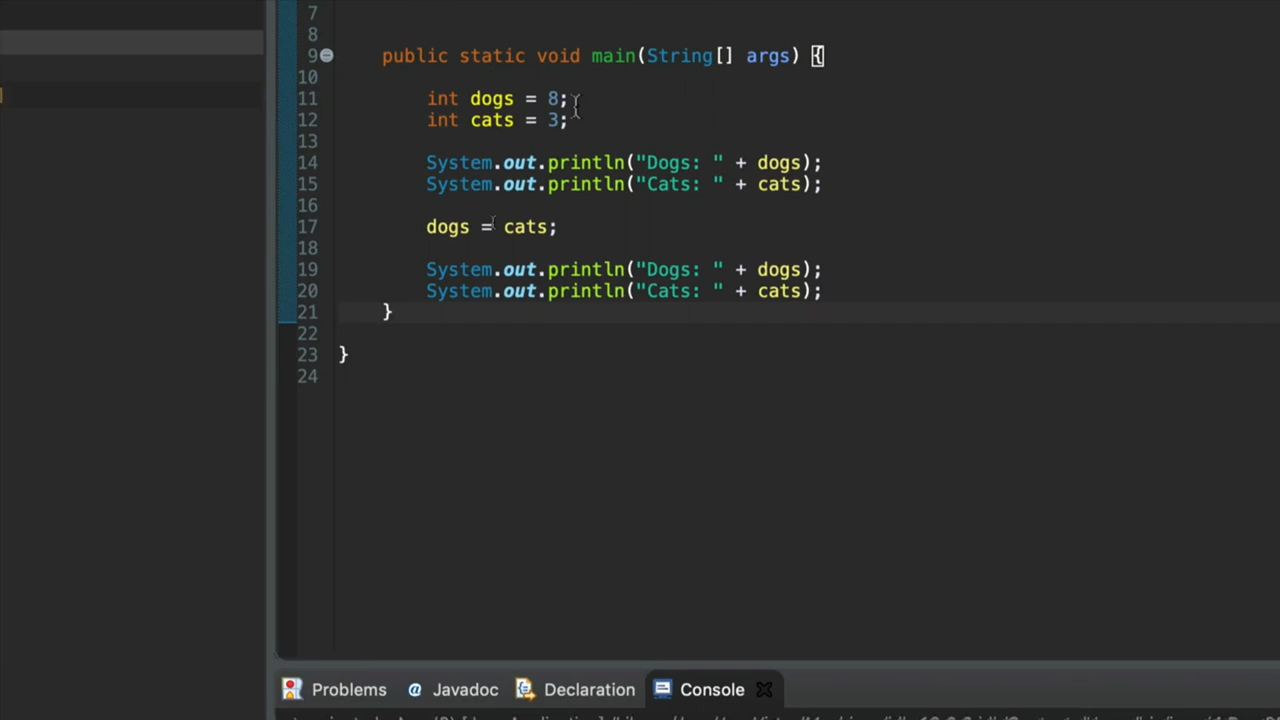 7
8
9 public static void main(String[] args) {
10
11 int dogs = 8;
12 int cats = 3;
13
14 System.out.println("Dogs: " + dogs);
15 System.out.println("Cats: " + cats);
16
17 dogs = cats;
18
19 System.out.println("Dogs: " + dogs);
20 System.out.println("Cats: " + cats);
21 }
22
23 }
24
Problems @ Javadoc Declaration Console